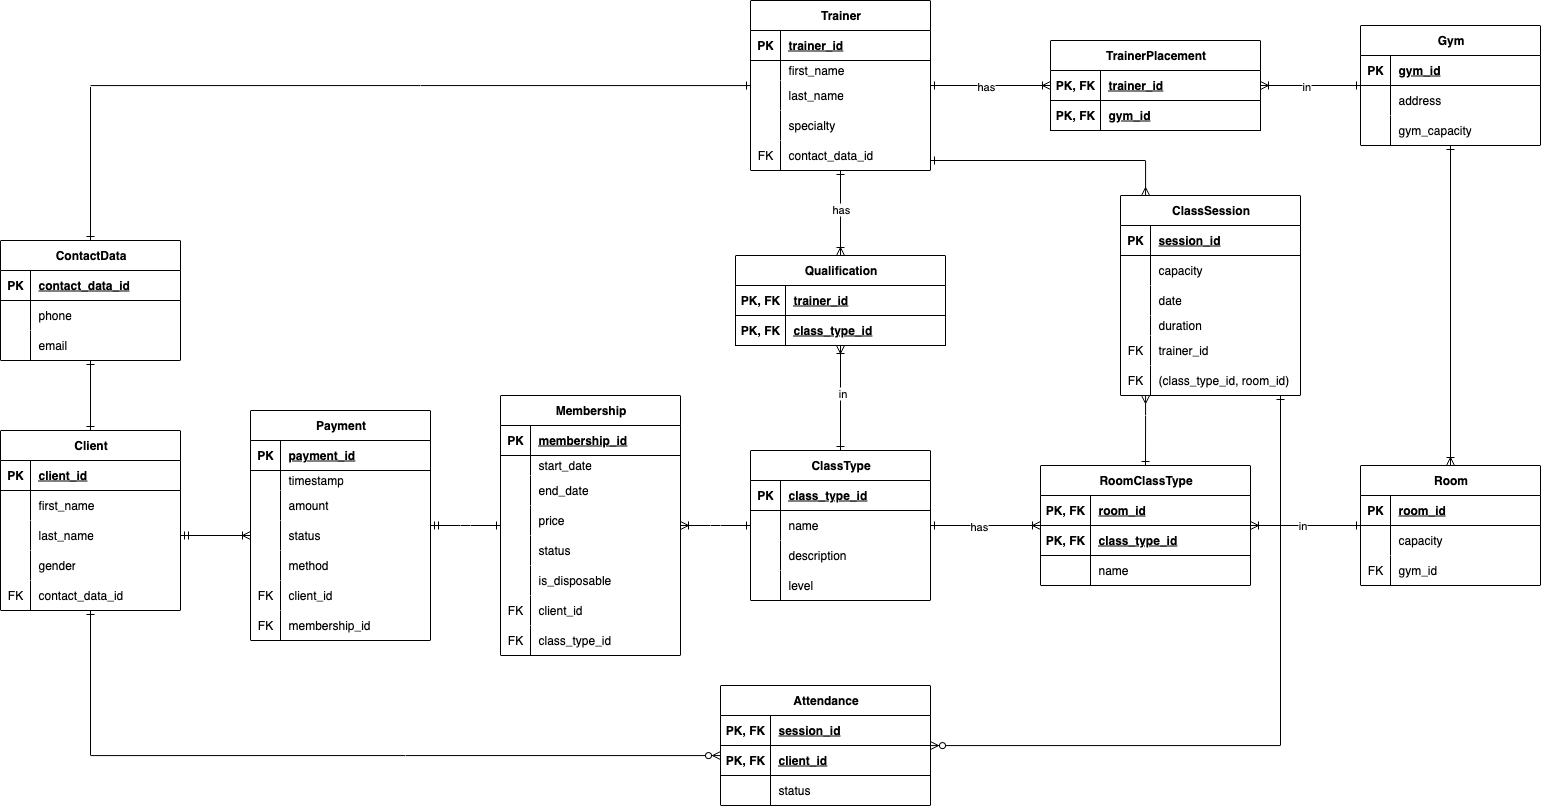 Trainer
PK trainer_id
first_name
last_name
specialty
FK contact_data_id
has
TrainerPlacement
PK, FK trainer_id
PK, FK gym_id
in
Gym
PK gym_id
address
gym_capacity
has
ClassSession
PK session_id
capacity
date
duration
FK trainer_id
FK (class_type_id, room_id)
ContactData
PK contact_data_id
phone
email
Qualification
PK, FK trainer_id
PK, FK class_type_id
in
Client
PK client_id
first_name
last_name
gender
FK contact_data_id
Payment
PK payment_id
timestamp
amount
status
method
FK client_id
FK membership_id
Membership
PK membership_id
start_date
end_date
price
status
is_disposable
FK client_id
FK class_type_id
ClassType
PK class_type_id
name
description
level
has
RoomClassType
PK, FK room_id
PK, FK class_type_id
name
in
Room
PK room_id
capacity
FK gym_id
Attendance
PK, FK session_id
PK, FK client_id
status